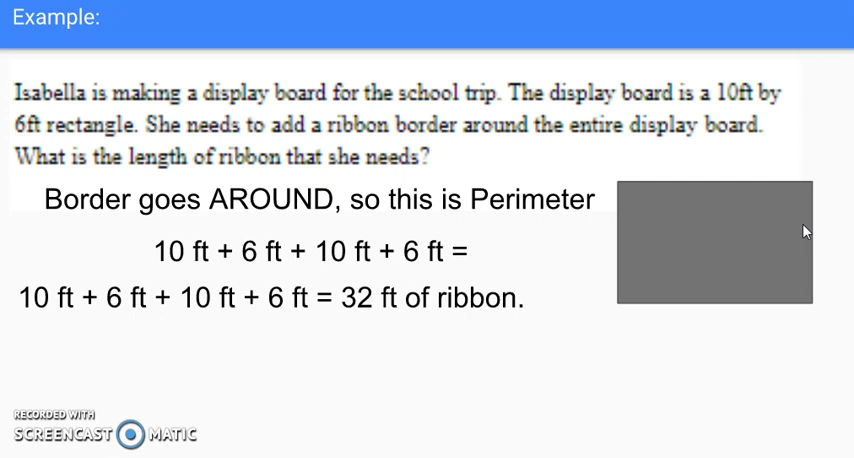 Example:
Isabella is making a display board for the school trip. The display board is a 10ft by
6ft rectangle. She needs to add a ribbon border around the entire display board.
What is the length of ribbon that she needs?
Border goes AROUND, so this is Perimeter
10 ft + 6 ft + 10 ft + 6 ft =
10 ft + 6 ft + 10 ft + 6 ft = 32 ft of ribbon.
RECORDED WITH
SCREENCAST MATIC